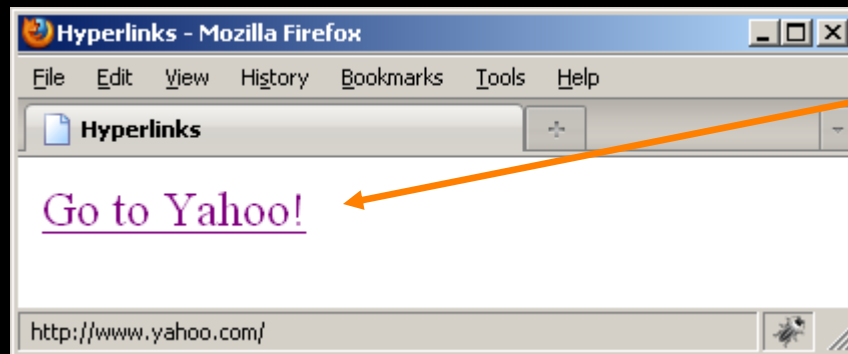 Hyperlinks - Mozilla Firefox
File Edit View History Bookmarks Tools Help
Hyperlinks
Go to Yahoo!
http://www.yahoo.com/